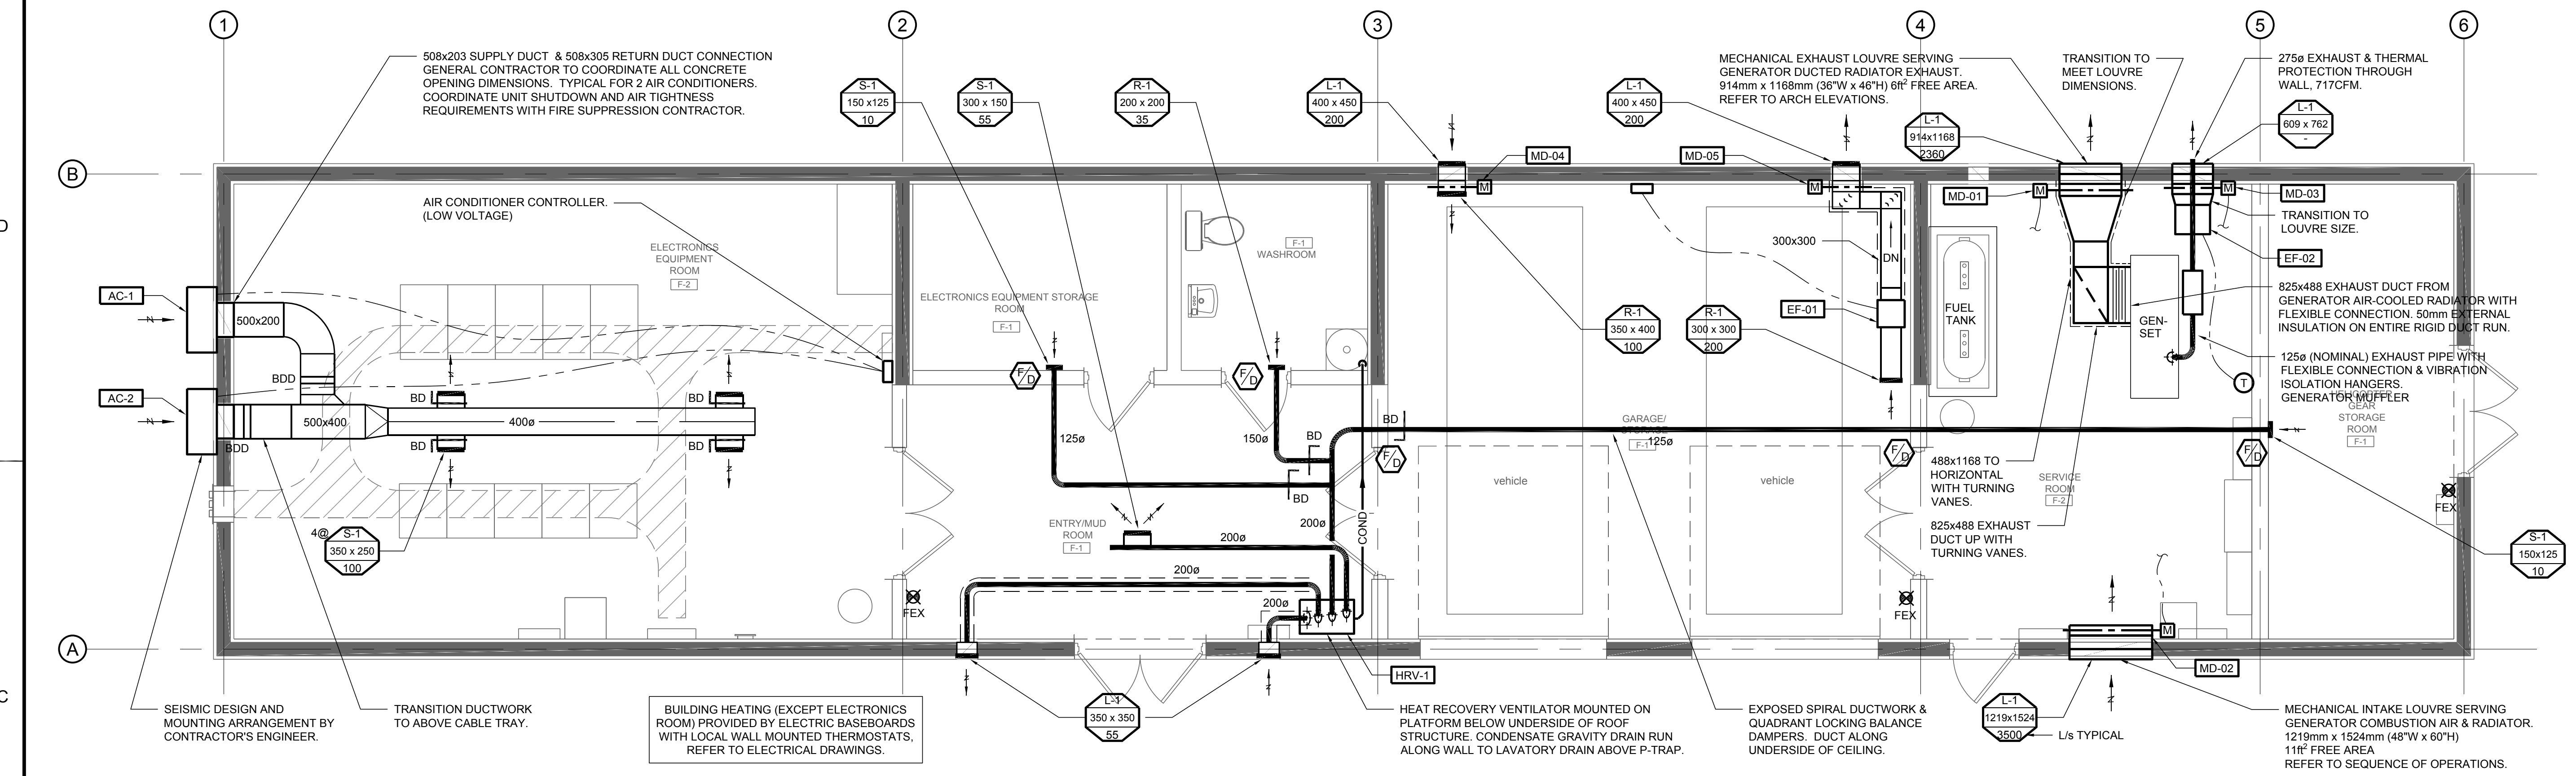 1
2
3
4
5
6
B
A
D
C
508x203 SUPPLY DUCT & 508x305 RETURN DUCT CONNECTION
GENERAL CONTRACTOR TO COORDINATE ALL CONCRETE
OPENING DIMENSIONS. TYPICAL FOR 2 AIR CONDITIONERS.
COORDINATE UNIT SHUTDOWN AND AIR TIGHTNESS
REQUIREMENTS WITH FIRE SUPPRESSION CONTRACTOR.
S-1
150 x125
10
S-1
300 x 150
55
R-1
200 x 200
35
L-1
400 x 450
200
L-1
400 x 450
200
MECHANICAL EXHAUST LOUVRE SERVING
GENERATOR DUCTED RADIATOR EXHAUST.
914mm x 1168mm (36"W x 46"H) 6ft² FREE AREA.
REFER TO ARCH ELEVATIONS.
L-1
914x1168
2360
TRANSITION TO
MEET LOUVRE
DIMENSIONS.
275ø EXHAUST & THERMAL
PROTECTION THROUGH
WALL, 717CFM.
L-1
609 x 762
-
MD-04
M
MD-05
M
MD-01
M
M
MD-03
TRANSITION TO
LOUVRE SIZE.
EF-02
AIR CONDITIONER CONTROLLER.
(LOW VOLTAGE)
ELECTRONICS
EQUIPMENT
ROOM
F-2
F-1
WASHROOM
ELECTRONICS EQUIPMENT STORAGE
ROOM
F-1
300x300
DN
EF-01
R-1
350 x 400
100
R-1
300 x 300
200
FUEL
TANK
GEN-
SET
825x488 EXHAUST DUCT FROM
GENERATOR AIR-COOLED RADIATOR WITH
FLEXIBLE CONNECTION. 50mm EXTERNAL
INSULATION ON ENTIRE RIGID DUCT RUN.
125ø (NOMINAL) EXHAUST PIPE WITH
FLEXIBLE CONNECTION & VIBRATION
ISOLATION HANGERS.
GENERATOR MUFFLER
T
GEAR
STORAGE
ROOM
F-1
AC-1
500x200
BDD
AC-2
500x400
BDD
400ø
BD
BD
BD
BD
F/D
F/D
125ø
150ø
BD
BD
BD
F/D
GARAGE/
STORAGE
F-1
125ø
F/D
F/D
4@
S-1
350 x 250
100
ENTRY/MUD
ROOM
F-1
200ø
200ø
200ø
200ø
COND
vehicle
vehicle
488x1168 TO
HORIZONTAL
WITH TURNING
VANES.
SERVICE
ROOM
F-2
825x488 EXHAUST
DUCT UP WITH
TURNING VANES.
FEX
FEX
FEX
S-1
150x125
10
M
MD-02
HRV-1
SEISMIC DESIGN AND
MOUNTING ARRANGEMENT BY
CONTRACTOR'S ENGINEER.
TRANSITION DUCTWORK
TO ABOVE CABLE TRAY.
BUILDING HEATING (EXCEPT ELECTRONICS
ROOM) PROVIDED BY ELECTRIC BASEBOARDS
WITH LOCAL WALL MOUNTED THERMOSTATS,
REFER TO ELECTRICAL DRAWINGS.
L-1
350 x 350
55
HEAT RECOVERY VENTILATOR MOUNTED ON
PLATFORM BELOW UNDERSIDE OF ROOF
STRUCTURE. CONDENSATE GRAVITY DRAIN RUN
ALONG WALL TO LAVATORY DRAIN ABOVE P-TRAP.
EXPOSED SPIRAL DUCTWORK &
QUADRANT LOCKING BALANCE
DAMPERS. DUCT ALONG
UNDERSIDE OF CEILING.
L-1
1219x1524
3500
L/s TYPICAL
MECHANICAL INTAKE LOUVRE SERVING
GENERATOR COMBUSTION AIR & RADIATOR.
1219mm x 1524mm (48"W x 60"H)
11ft² FREE AREA
REFER TO SEQUENCE OF OPERATIONS.